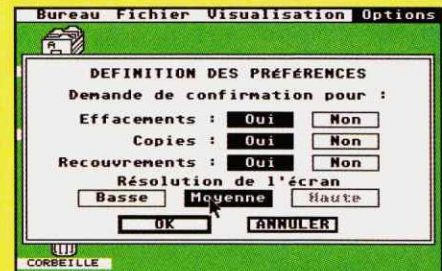 Bureau Fichier Visualisation Options
A
DEFINITION DES PRéFéRENCES
Demande de confirmation pour :
Effacements : Oui Non
Copies : Oui Non
Recouvrements : Oui Non
Résolution de l'écran
Basse Moyenne Haute
OK ANNULER
CORBEILLE